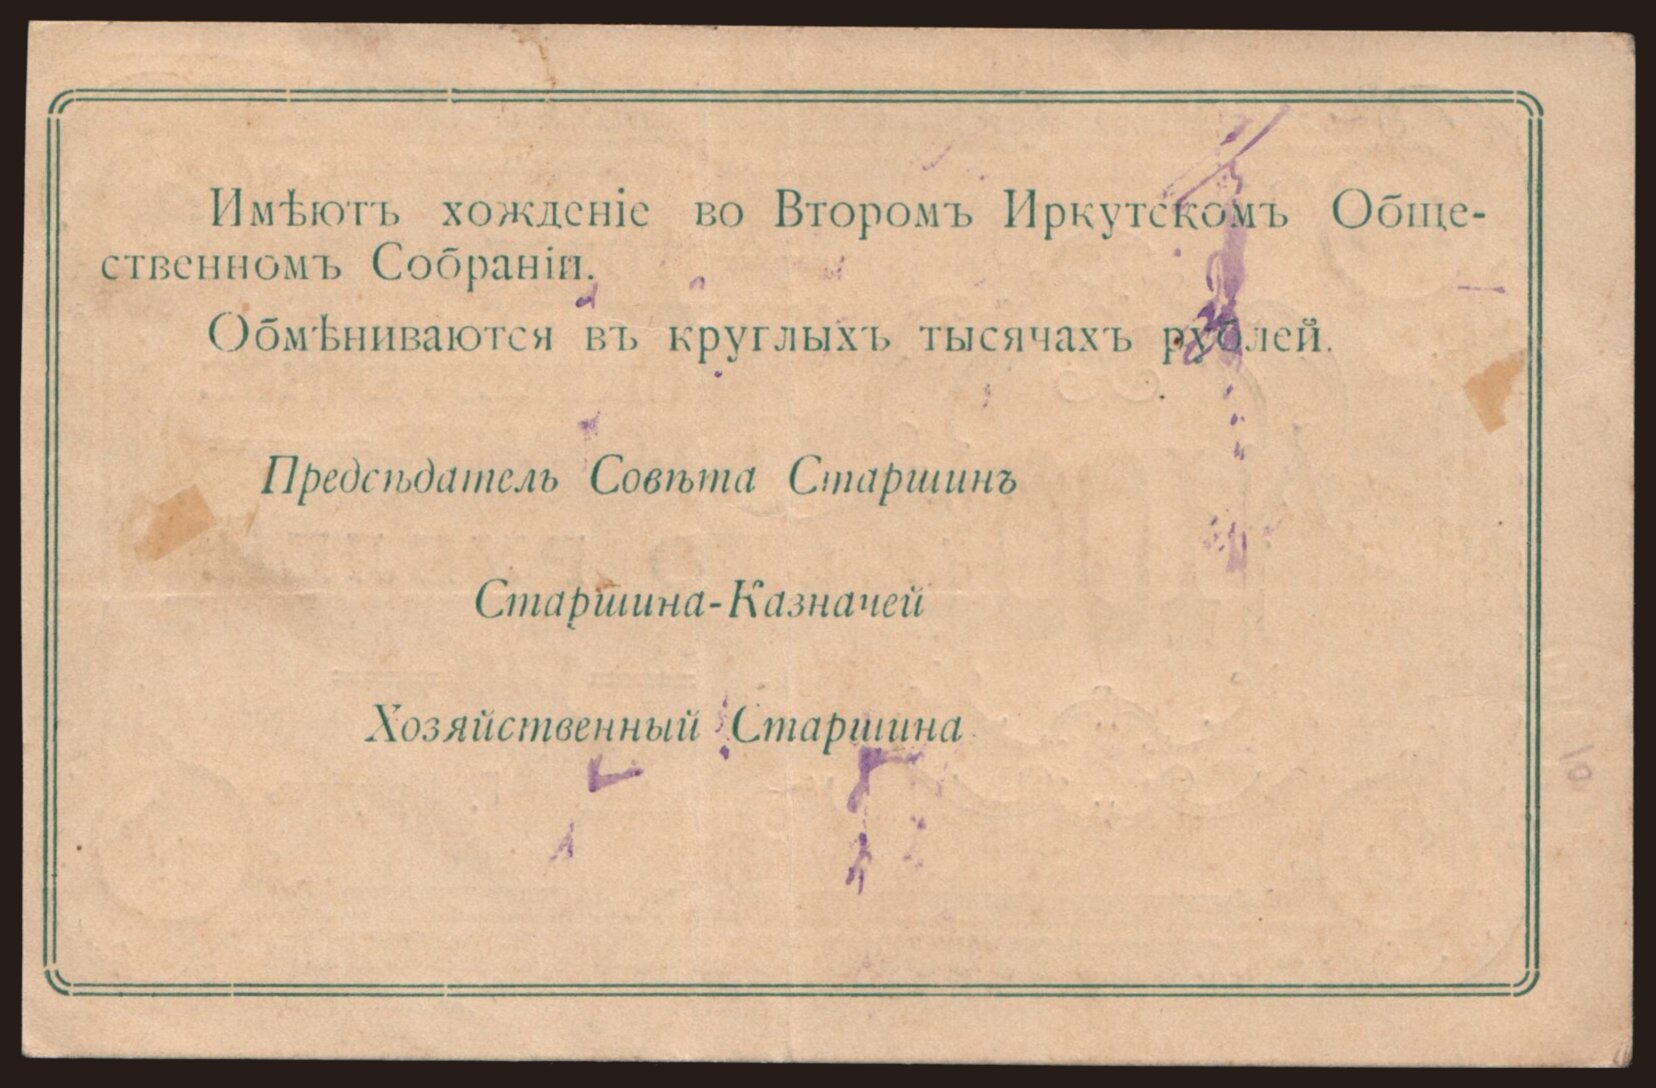 Имѣютъ хожденіе во Второмъ Иркутскомъ Обще-
ственномъ Собраніи.
Обмѣниваются въ круглыхъ тысячахъ рублей.
Предсѣдатель Совѣта Старшинъ
Старшина-Казначей
Хозяйственный Старшина